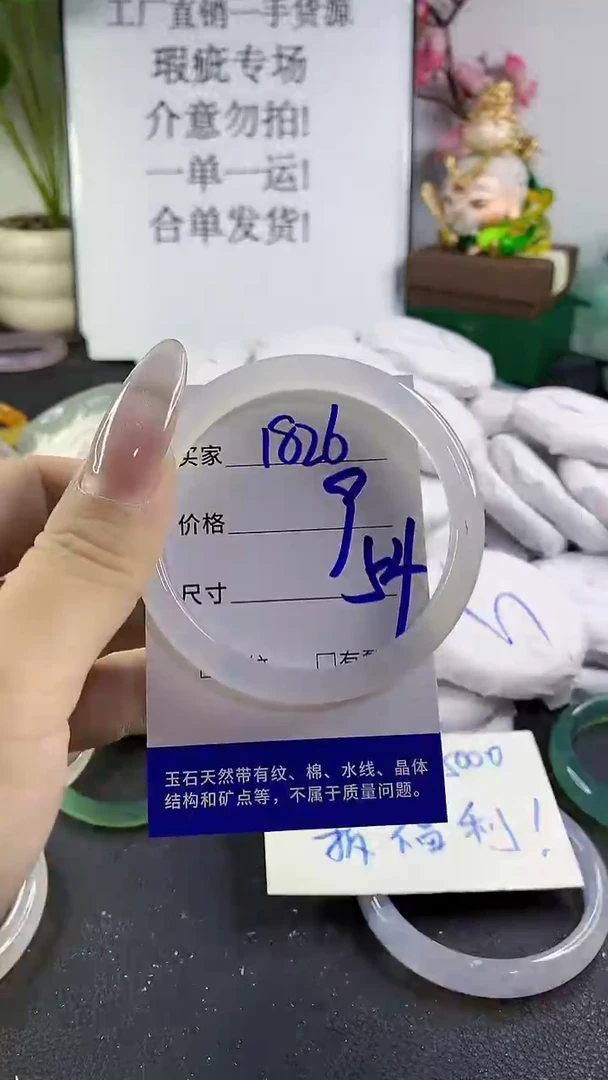 工厂直销一手货源
瑕疵专场
介意勿拍!
一单一运!
合单发货!
买家 1826
价格 9
尺寸 54
玉石天然带有纹、棉、水线、晶体
结构和矿点等，不属于质量问题。
5000
拆福利!